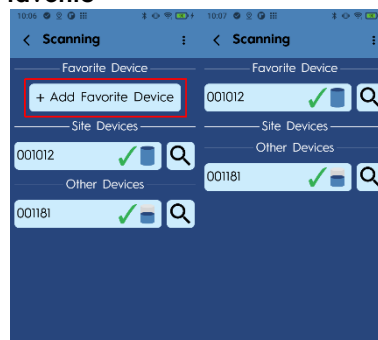 10:06
Scanning
Favorite Device
+ Add Favorite Device
Site Devices
001012
Other Devices
001181
10:07
Scanning
Favorite Device
001012
Site Devices
Other Devices
001181